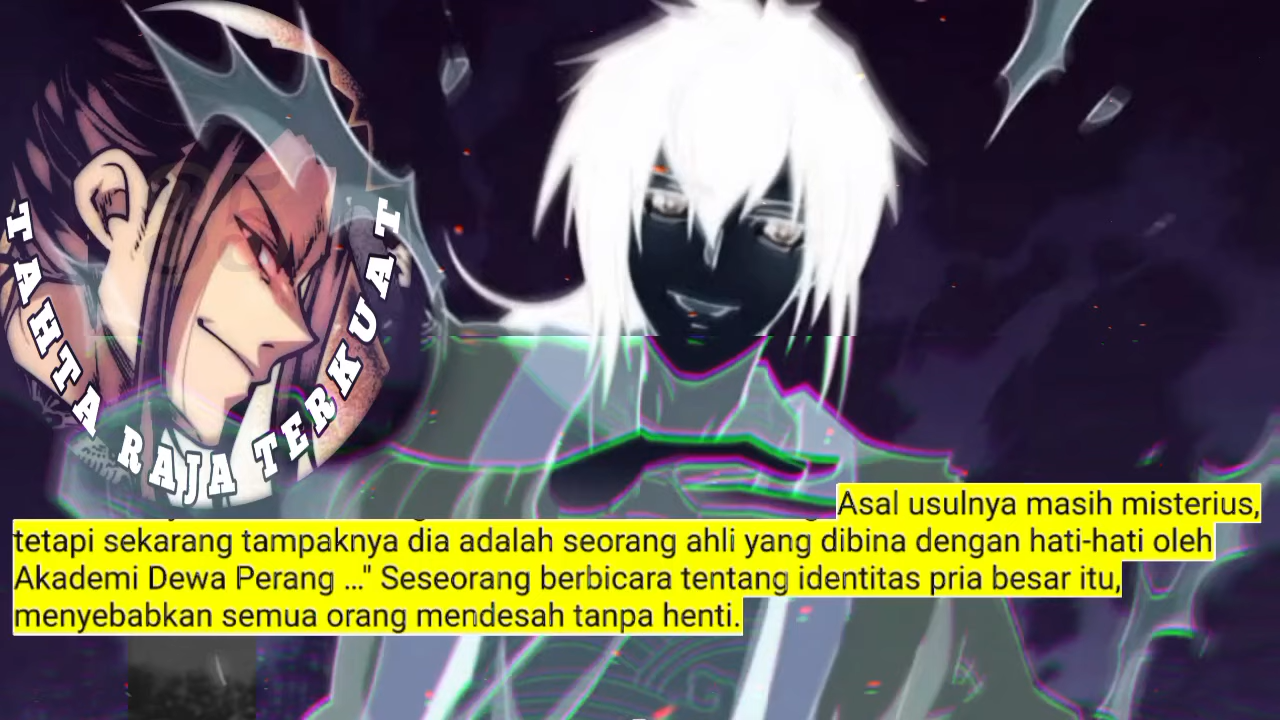 TAHTA RAJA TERKUAT
Asal usulnya masih misterius,
tetapi sekarang tampaknya dia adalah seorang ahli yang dibina dengan hati-hati oleh
Akademi Dewa Perang ..." Seseorang berbicara tentang identitas pria besar itu,
menyebabkan semua orang mendesah tanpa henti.